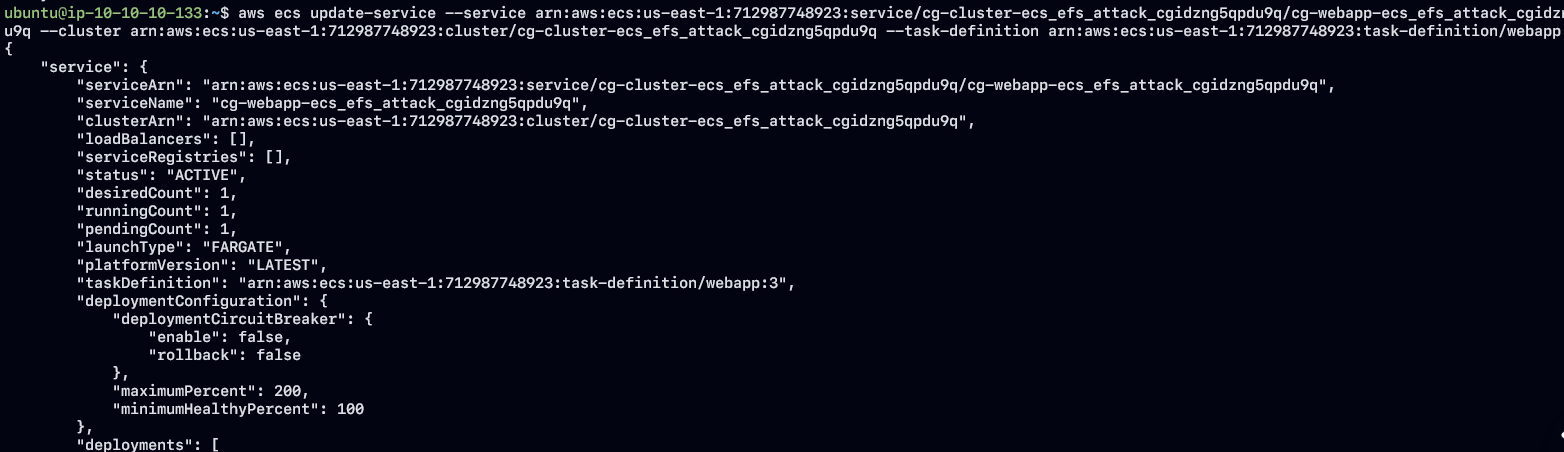 ubuntu@ip-10-10-10-133:~$ aws ecs update-service --service arn:aws:ecs:us-east-1:712987748923:service/cg-cluster-ecs_efs_attack_cgidzng5qpdu9q/cg-webapp-ecs_efs_attack_cgidzng5qpd
u9q --cluster arn:aws:ecs:us-east-1:712987748923:cluster/cg-cluster-ecs_efs_attack_cgidzng5qpdu9q --task-definition arn:aws:ecs:us-east-1:712987748923:task-definition/webapp
{
    "service": {
        "serviceArn": "arn:aws:ecs:us-east-1:712987748923:service/cg-cluster-ecs_efs_attack_cgidzng5qpdu9q/cg-webapp-ecs_efs_attack_cgidzng5qpdu9q",
        "serviceName": "cg-webapp-ecs_efs_attack_cgidzng5qpdu9q",
        "clusterArn": "arn:aws:ecs:us-east-1:712987748923:cluster/cg-cluster-ecs_efs_attack_cgidzng5qpdu9q",
        "loadBalancers": [],
        "serviceRegistries": [],
        "status": "ACTIVE",
        "desiredCount": 1,
        "runningCount": 1,
        "pendingCount": 1,
        "launchType": "FARGATE",
        "platformVersion": "LATEST",
        "taskDefinition": "arn:aws:ecs:us-east-1:712987748923:task-definition/webapp:3",
        "deploymentConfiguration": {
            "deploymentCircuitBreaker": {
                "enable": false,
                "rollback": false
            },
            "maximumPercent": 200,
            "minimumHealthyPercent": 100
        },
        "deployments": [